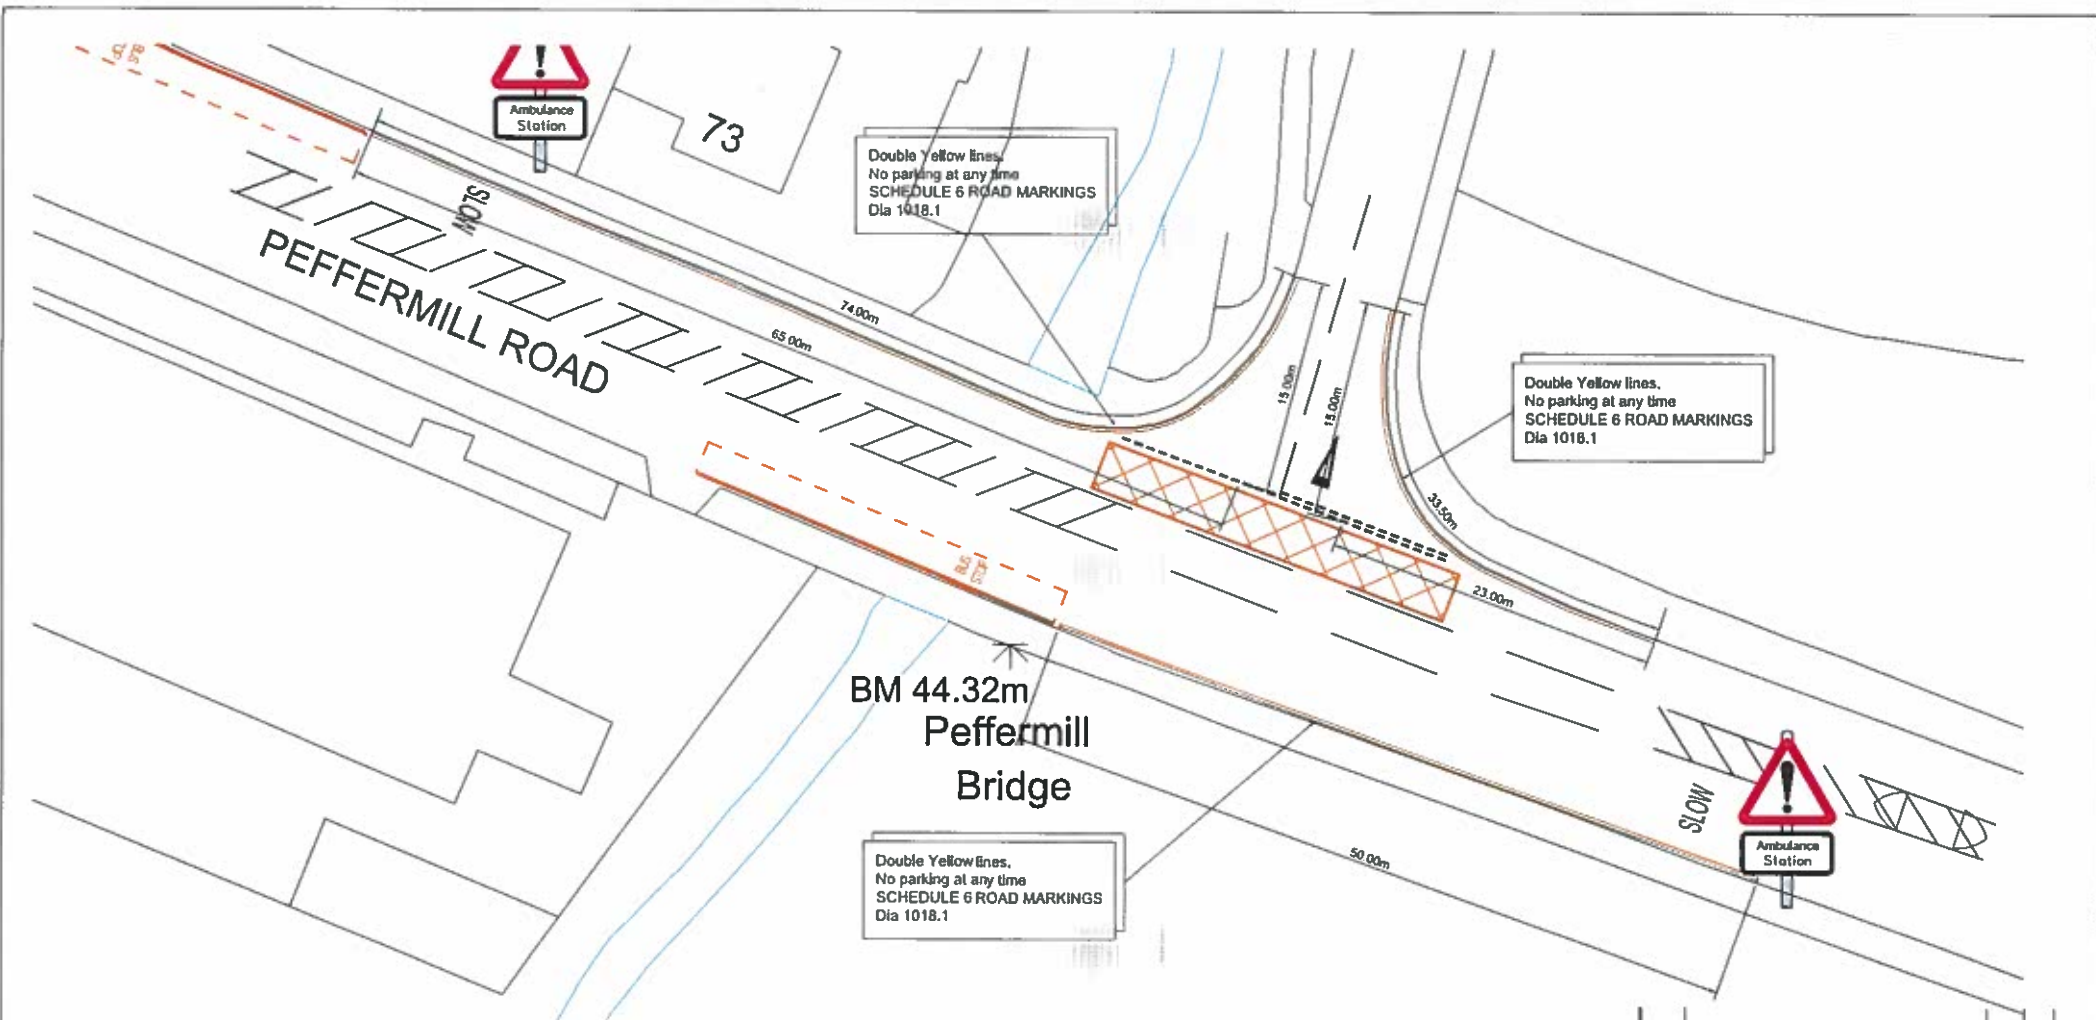 BUS
STOP
Ambulance
Station
73
SLOW
Double Yellow lines,
No parking at any time
SCHEDULE 6 ROAD MARKINGS
Dia 1018.1
PEFFERMILL ROAD
74.00m
65.00m
15.00m
15.00m
Double Yellow lines,
No parking at any time
SCHEDULE 6 ROAD MARKINGS
Dia 1018.1
33.50m
BUS
STOP
23.00m
BM 44.32m
Peffermill
Bridge
SLOW
Ambulance
Station
Double Yellow lines,
No parking at any time
SCHEDULE 6 ROAD MARKINGS
Dia 1018.1
50.00m